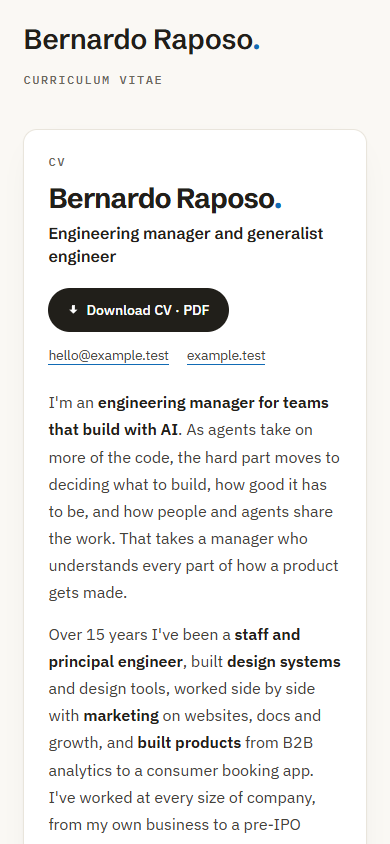 Bernardo Raposo.
CURRICULUM VITAE
CV
Bernardo Raposo.
Engineering manager and generalist
engineer
Download CV · PDF
hello@example.test example.test
I'm an engineering manager for teams
that build with AI. As agents take on
more of the code, the hard part moves to
deciding what to build, how good it has
to be, and how people and agents share
the work. That takes a manager who
understands every part of how a product
gets made.
Over 15 years I've been a staff and
principal engineer, built design systems
and design tools, worked side by side
with marketing on websites, docs and
growth, and built products from B2B
analytics to a consumer booking app.
I've worked at every size of company,
from my own business to a pre-IPO